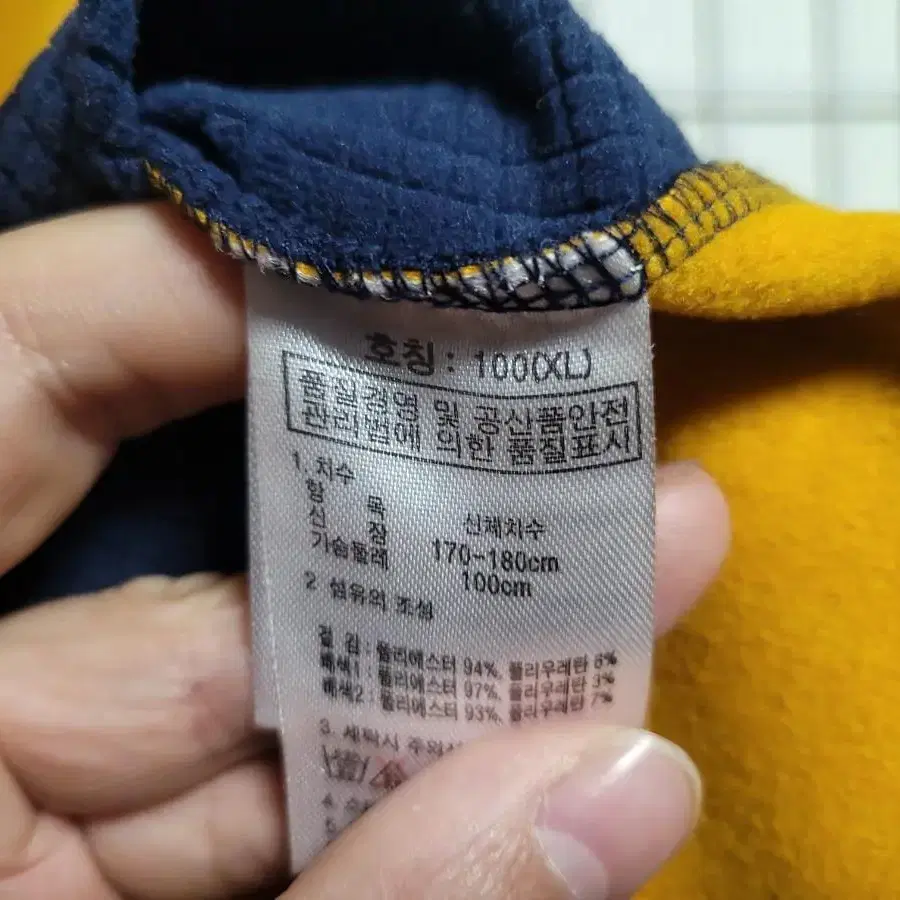 호칭 : 100(XL)
품질경영 및 공산품안전
관리법에 의한 품질표시
1. 치수
항 목 신체치수
신 장 170-180cm
가슴둘레 100cm
2 섬유의 조성
겉 감 : 폴리에스터 94%, 폴리우레탄 6%
배색1 : 폴리에스터 97%, 폴리우레탄 3%
배색2 : 폴리에스터 93%, 폴리우레탄 7%
3. 세탁시 주의사
4.
5.